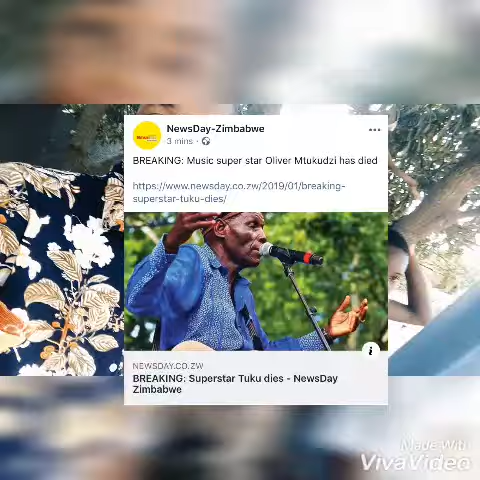 NewsDay-Zimbabwe
3 mins ·
BREAKING: Music super star Oliver Mtukudzi has died
https://www.newsday.co.zw/2019/01/breaking-
superstar-tuku-dies/
NEWSDAY.CO.ZW
BREAKING: Superstar Tuku dies - NewsDay
Zimbabwe
Made With
VivaVideo